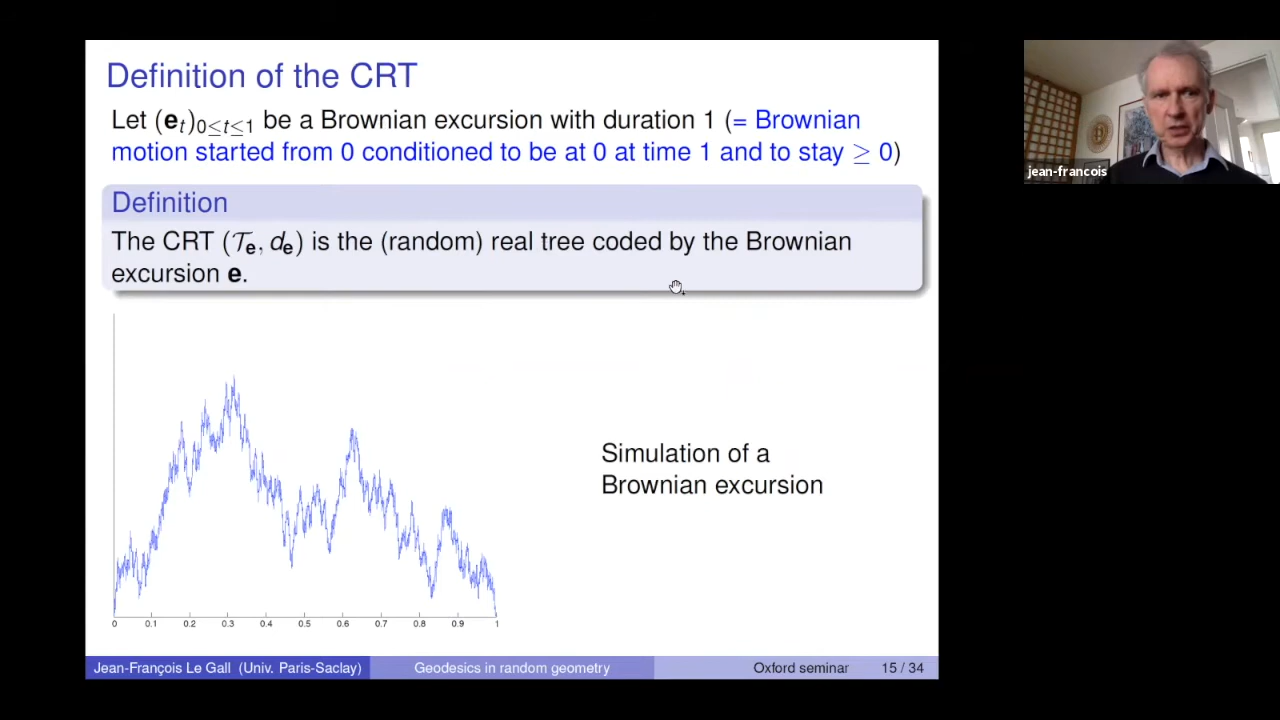 Definition of the CRT
Let (𝐞ₜ)₀≤ₜ≤₁ be a Brownian excursion with duration 1 (= Brownian
motion started from 0 conditioned to be at 0 at time 1 and to stay ≥ 0)
Definition
The CRT (𝒯𝐞, d𝐞) is the (random) real tree coded by the Brownian
excursion 𝐞.
Simulation of a
Brownian excursion
0 0.1 0.2 0.3 0.4 0.5 0.6 0.7 0.8 0.9 1
Jean-François Le Gall (Univ. Paris-Saclay) Geodesics in random geometry Oxford seminar 15 / 34
jean-francois